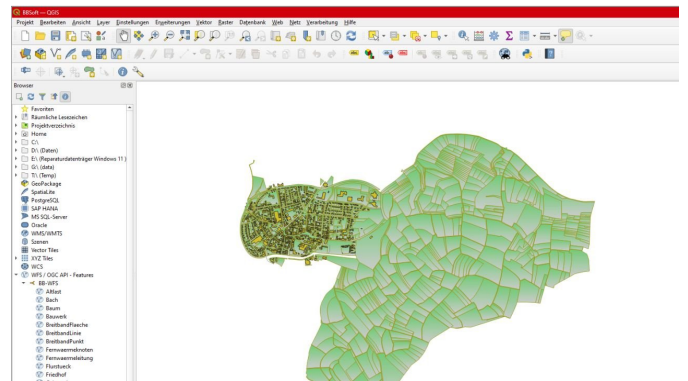 BBSoft — QGIS
Projekt Bearbeiten Ansicht Layer Einstellungen Erweiterungen Vektor Raster Datenbank Web Netz Verarbeitung Hilfe
Browser
Favoriten
Räumliche Lesezeichen
Projektverzeichnis
Home
C:\
D:\ (Daten)
E:\ (Reparaturdatenträger Windows 11 )
G:\ (data)
T:\ (Temp)
GeoPackage
SpatiaLite
PostgreSQL
SAP HANA
MS SQL-Server
Oracle
WMS/WMTS
Szenen
Vector Tiles
XYZ Tiles
WCS
WFS / OGC API - Features
BB-WFS
Altlast
Bach
Baum
Bauwerk
BreitbandFlaeche
BreitbandLinie
BreitbandPunkt
Fernwaermeknoten
Fernwaermeleitung
Flurstueck
Friedhof